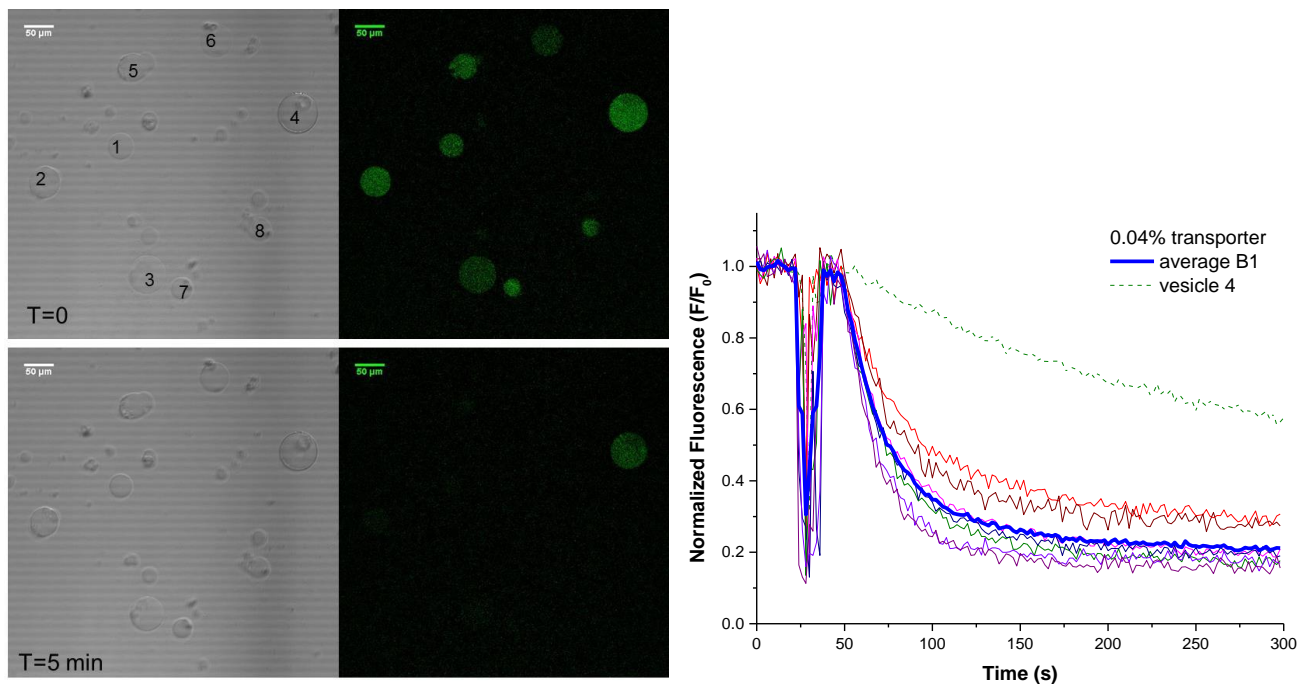 50 µm
50 µm
6
5
4
1
2
8
3
7
T=0
50 µm
50 µm
T=5 min
0.04% transporter
average B1
vesicle 4
1.0
0.8
0.6
0.4
0.2
0.0
0
50
100
150
200
250
300
Normalized Fluorescence (F/F₀)
Time (s)